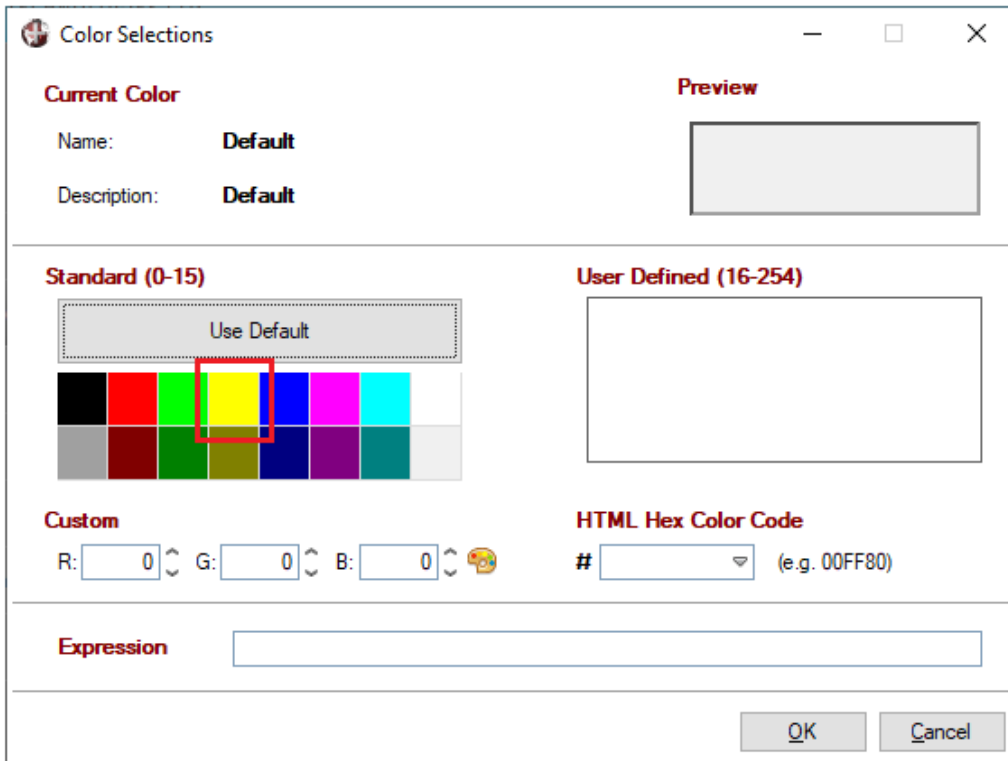 Color Selections
Current Color
Preview
Name: Default
Description: Default
Standard (0-15)
User Defined (16-254)
Use Default
Custom
HTML Hex Color Code
R: 0 G: 0 B: 0
# (e.g. 00FF80)
Expression
OK Cancel